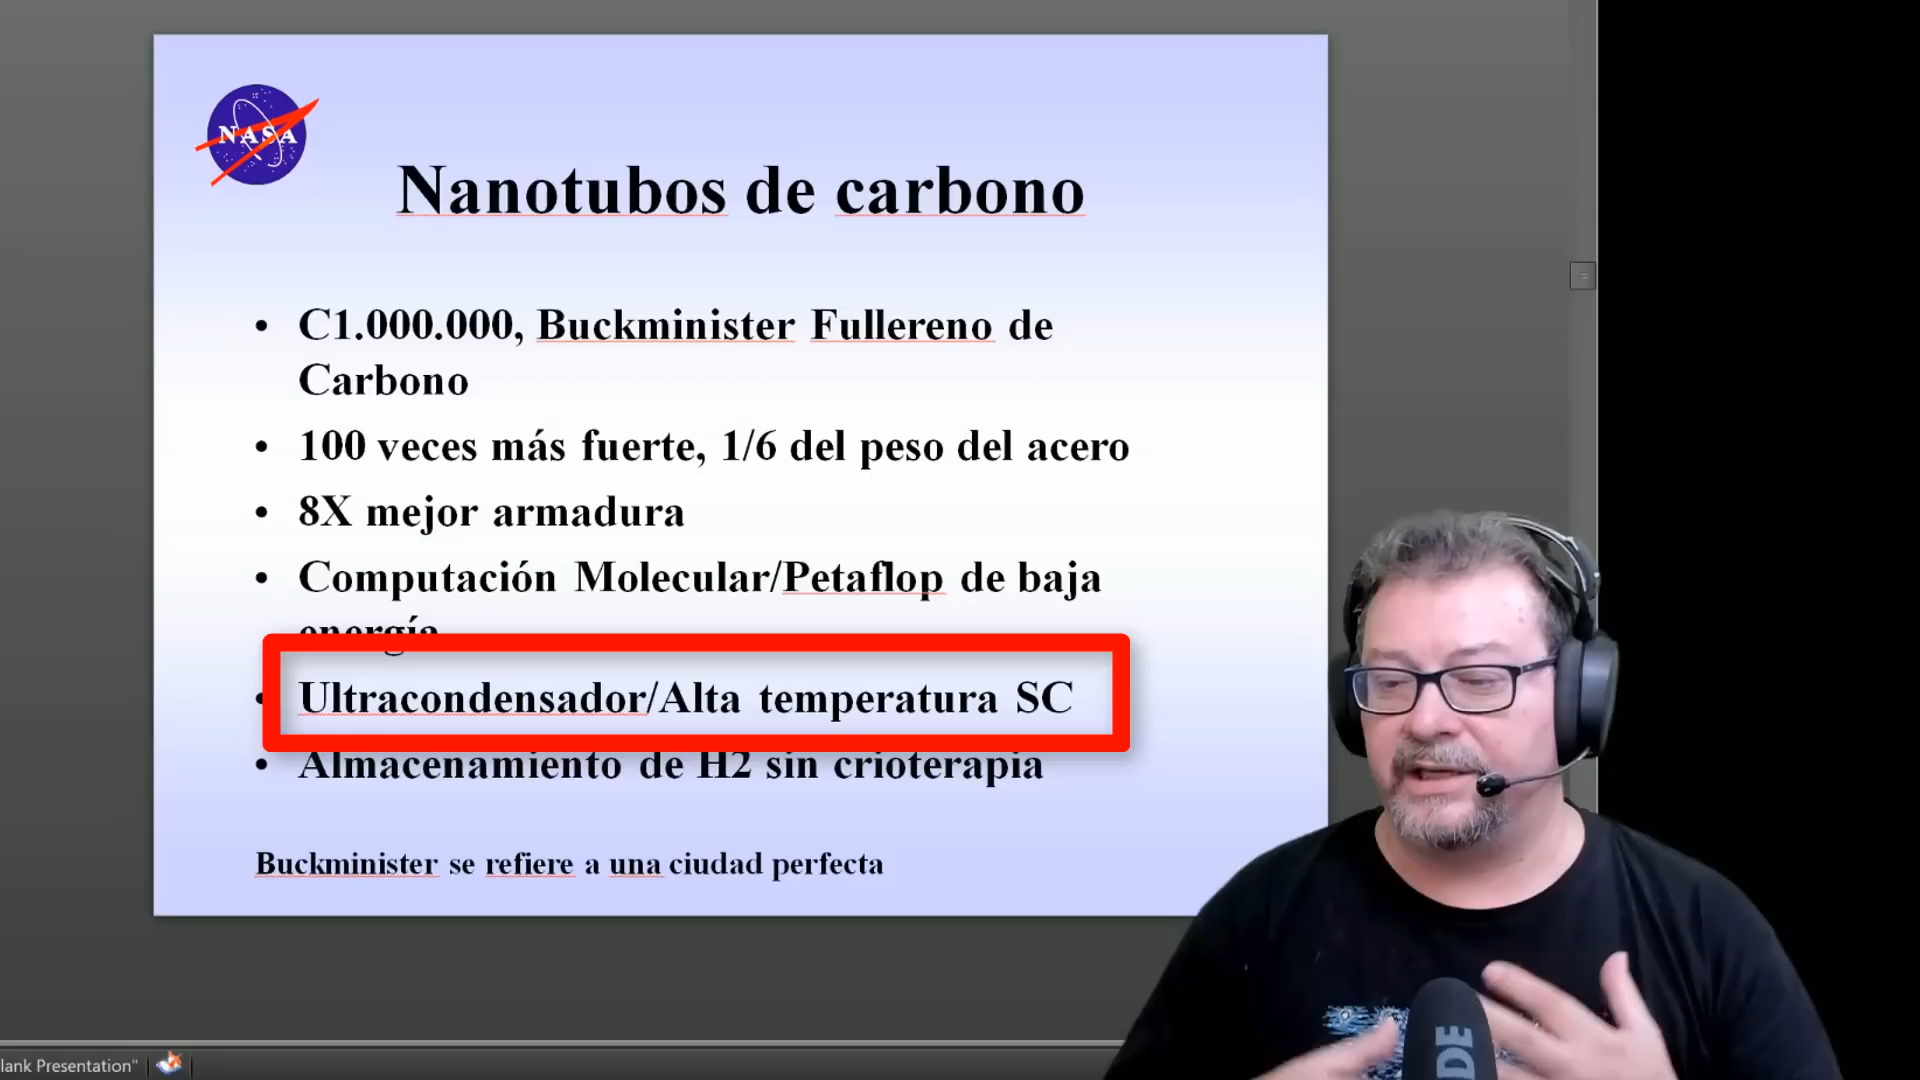 NASA
Nanotubos de carbono
• C1.000.000, Buckminister Fullereno de
Carbono
• 100 veces más fuerte, 1/6 del peso del acero
• 8X mejor armadura
• Computación Molecular/Petaflop de baja
energía
• Ultracondensador/Alta temperatura SC
• Almacenamiento de H2 sin crioterapia
Buckminister se refiere a una ciudad perfecta
lank Presentation"
DE